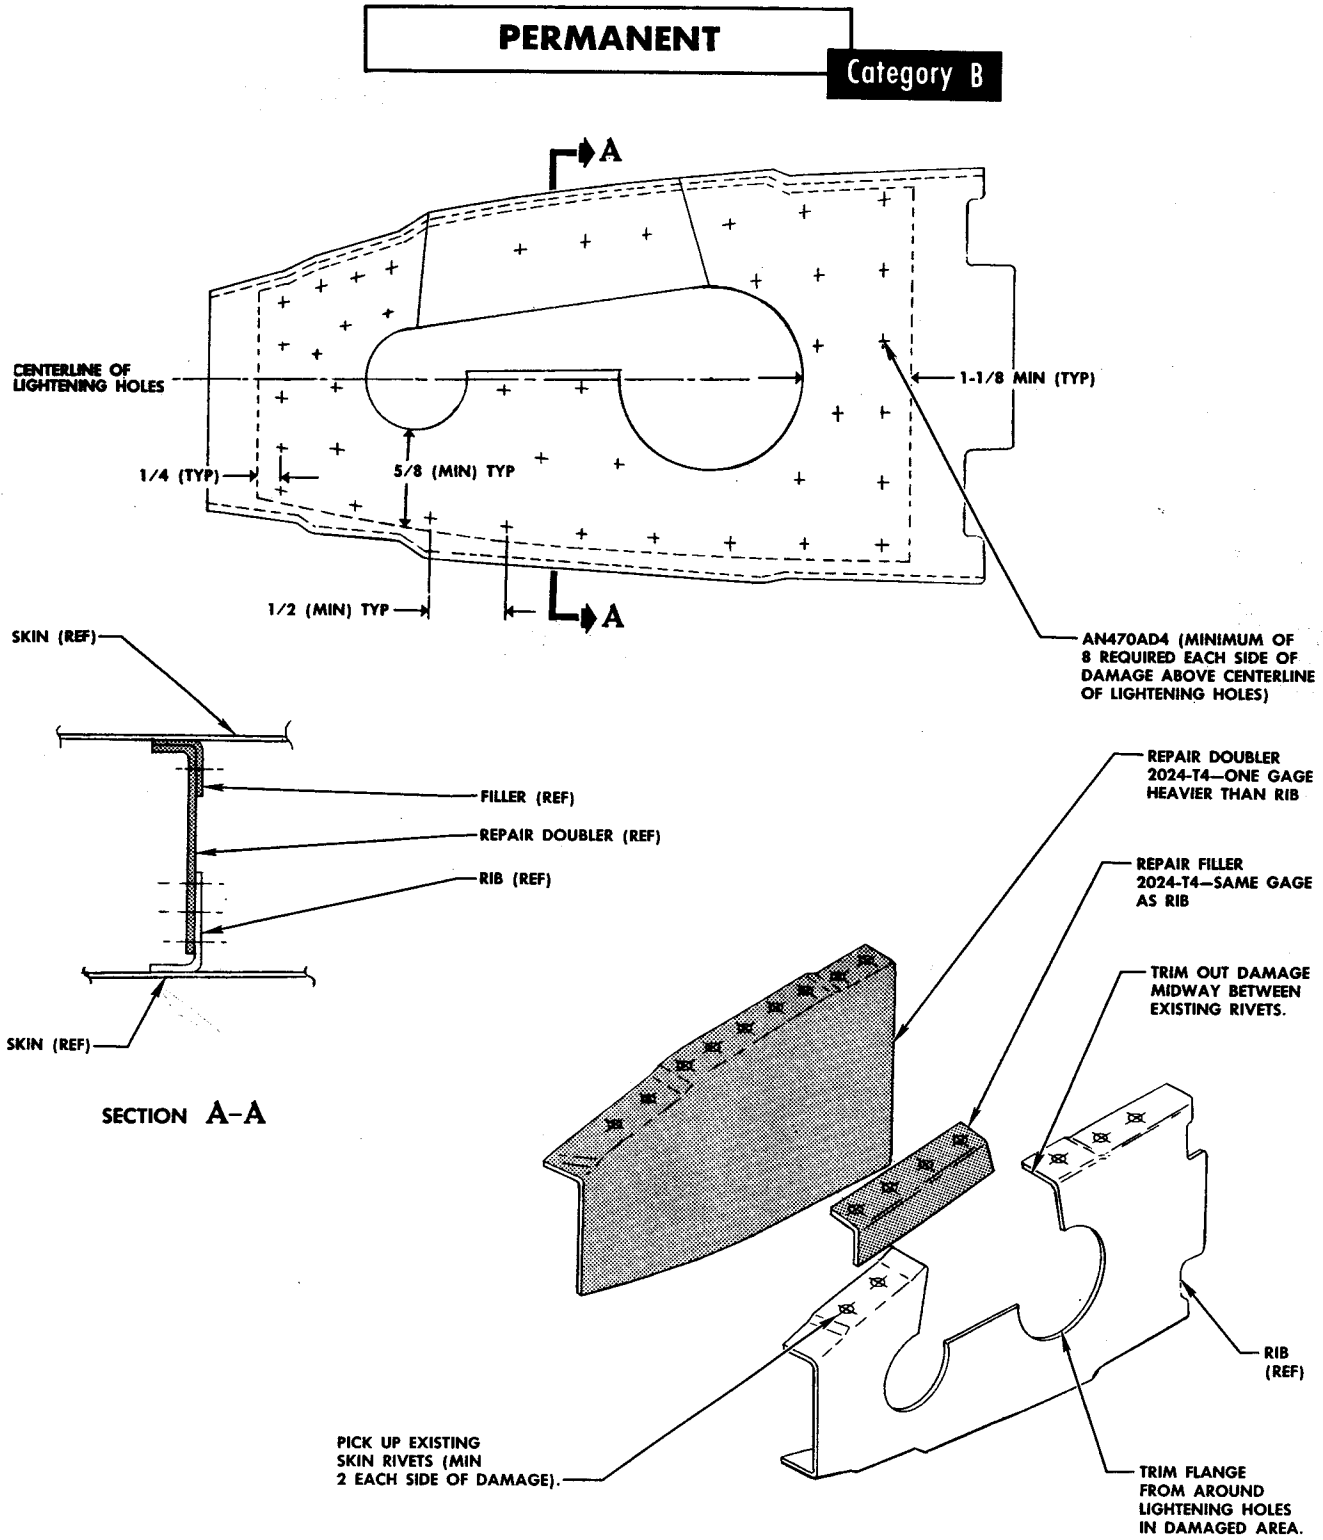 PERMANENT
Category B
A
CENTERLINE OF
LIGHTENING HOLES
1-1/8 MIN (TYP)
1/4 (TYP)
5/8 (MIN) TYP
1/2 (MIN) TYP
A
AN470AD4 (MINIMUM OF
8 REQUIRED EACH SIDE OF
DAMAGE ABOVE CENTERLINE
OF LIGHTENING HOLES)
SKIN (REF)
FILLER (REF)
REPAIR DOUBLER (REF)
RIB (REF)
SKIN (REF)
SECTION A-A
REPAIR DOUBLER
2024-T4—ONE GAGE
HEAVIER THAN RIB
REPAIR FILLER
2024-T4—SAME GAGE
AS RIB
TRIM OUT DAMAGE
MIDWAY BETWEEN
EXISTING RIVETS.
RIB
(REF)
PICK UP EXISTING
SKIN RIVETS (MIN
2 EACH SIDE OF DAMAGE).
TRIM FLANGE
FROM AROUND
LIGHTENING HOLES
IN DAMAGED AREA.